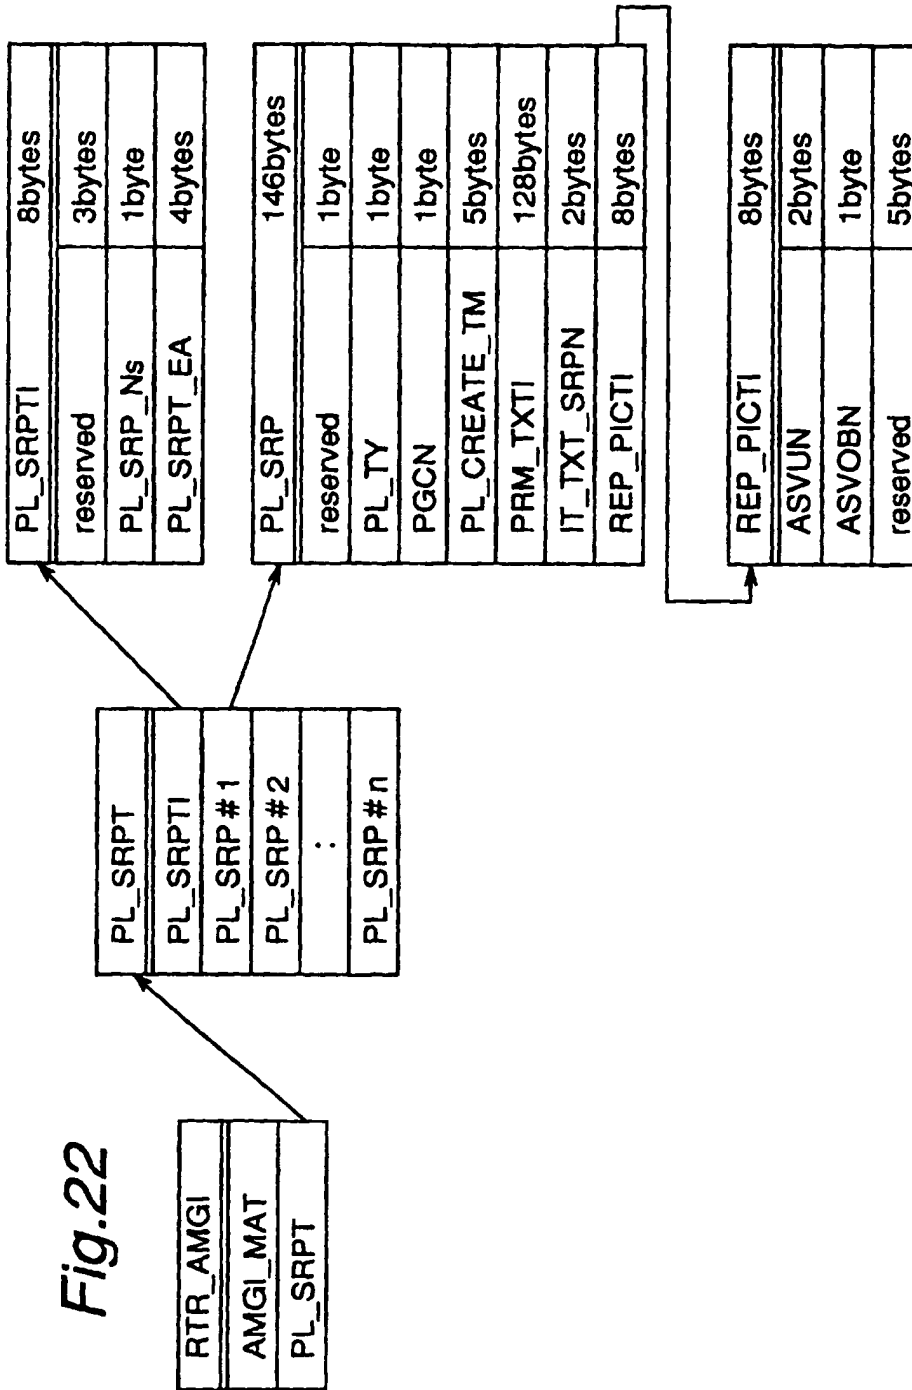 Fig.22
RTR_AMGI
AMGI_MAT
PL_SRPT
PL_SRPT
PL_SRPTI
PL_SRP#1
PL_SRP#2
:
PL_SRP#n
PL_SRPTI 8bytes
reserved 3bytes
PL_SRP_Ns 1byte
PL_SRPT_EA 4bytes
PL_SRP 146bytes
reserved 1byte
PL_TY 1byte
PGCN 1byte
PL_CREATE_TM 5bytes
PRM_TXTI 128bytes
IT_TXT_SRPN 2bytes
REP_PICTI 8bytes
REP_PICTI 8bytes
ASVUN 2bytes
ASVOBN 1byte
reserved 5bytes